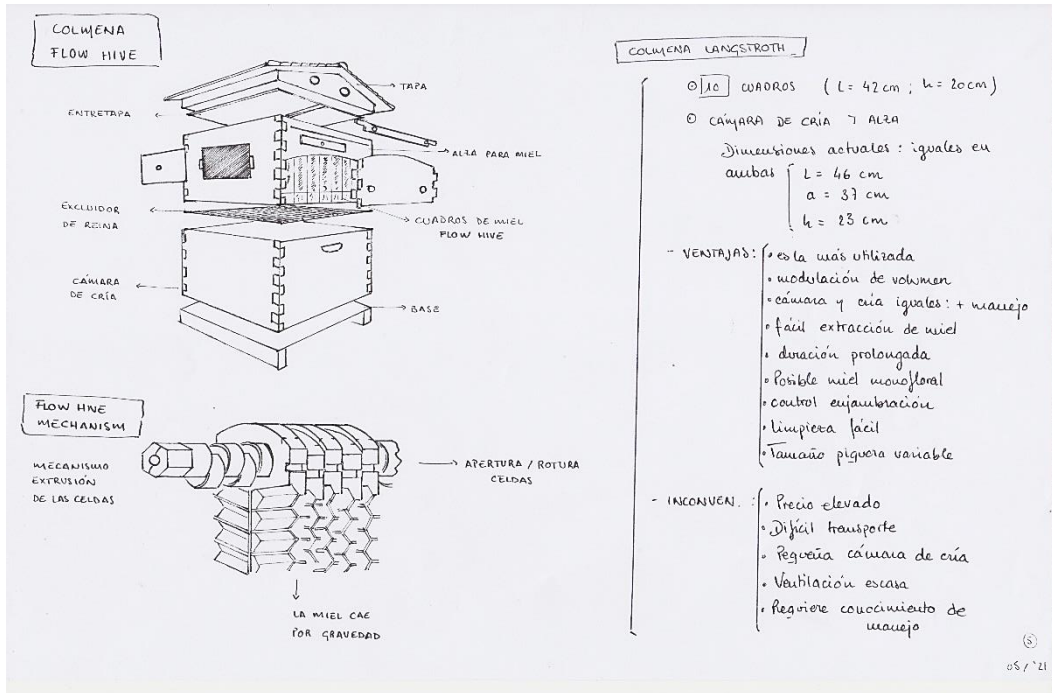 COLMENA
FLOW HIVE
TAPA
ENTRETAPA
ALZA PARA MIEL
EXCLUIDOR
DE REINA
CUADROS DE MIEL
FLOW HIVE
CÁMARA
DE CRÍA
BASE
FLOW HIVE
MECHANISM
MECANISMO
EXTRUSIÓN
DE LAS CELDAS
APERTURA / ROTURA
CELDAS
LA MIEL CAE
POR GRAVEDAD
COLMENA LANGSTROTH
10 CUADROS (L = 42 cm ; h = 20 cm)
CÁMARA DE CRÍA Y ALZA
Dimensiones actuales : iguales en
ambas L = 46 cm
a = 37 cm
h = 23 cm
- VENTAJAS : • es la más utilizada
• modulación de volumen
• cámara y cría iguales : + manejo
• fácil extracción de miel
• duración prolongada
• Posible miel monofloral
• control enjambración
• Limpieza fácil
• Tamaño piquera variable
- INCONVEN. : • Precio elevado
• Difícil transporte
• Pequeña cámara de cría
• Ventilación escasa
• Requiere conocimiento de
manejo
5
05 / '21